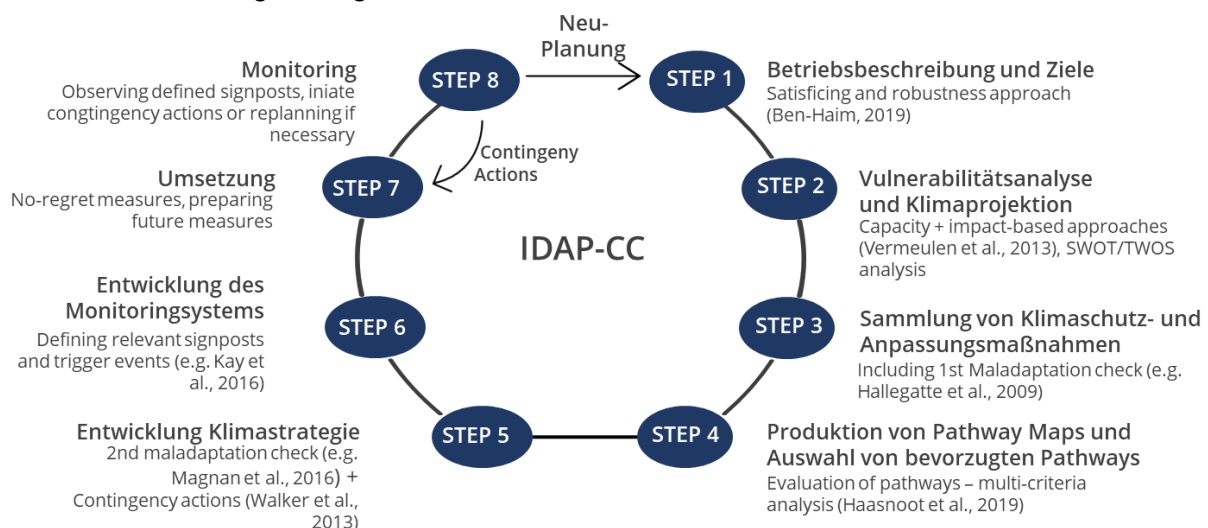 Neu-
Planung
STEP 8
STEP 1
Monitoring
Observing defined signposts, iniate
congtingency actions or replanning if
necessary
Betriebsbeschreibung und Ziele
Satisficing and robustness approach
(Ben-Haim, 2019)
Contingeny
Actions
STEP 7
STEP 2
Umsetzung
No-regret measures, preparing
future measures
Vulnerabilitätsanalyse
und Klimaprojektion
Capacity + impact-based approaches
(Vermeulen et al., 2013), SWOT/TWOS
analysis
IDAP-CC
Entwicklung des
Monitoringsystems
Defining relevant signposts
and trigger events (e.g. Kay et
al., 2016)
STEP 6
STEP 3
Sammlung von Klimaschutz- und
Anpassungsmaßnahmen
Including 1st Maladaptation check (e.g.
Hallegatte et al., 2009)
Entwicklung Klimastrategie
2nd maladaptation check (e.g.
Magnan et al., 2016) +
Contingency actions (Walker et al.,
2013)
STEP 5
STEP 4
Produktion von Pathway Maps und
Auswahl von bevorzugten Pathways
Evaluation of pathways – multi-criteria
analysis (Haasnoot et al., 2019)